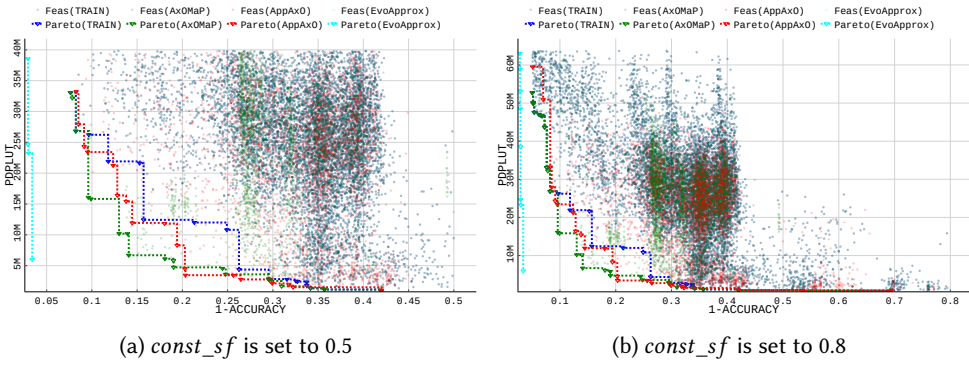 Feas(TRAIN) Feas(AxOMaP) Feas(AppAxO) Feas(EvoApprox)
Pareto(TRAIN) Pareto(AxOMaP) Pareto(AppAxO) Pareto(EvoApprox)
40M
35M
30M
25M
20M
15M
10M
5M
PDPLUT
0.05 0.1 0.15 0.2 0.25 0.3 0.35 0.4 0.45 0.5
1-ACCURACY
(a) const_sf is set to 0.5
Feas(TRAIN) Feas(AxOMaP) Feas(AppAxO) Feas(EvoApprox)
Pareto(TRAIN) Pareto(AxOMaP) Pareto(AppAxO) Pareto(EvoApprox)
60M
50M
40M
30M
20M
10M
PDPLUT
0.1 0.2 0.3 0.4 0.5 0.6 0.7 0.8
1-ACCURACY
(b) const_sf is set to 0.8